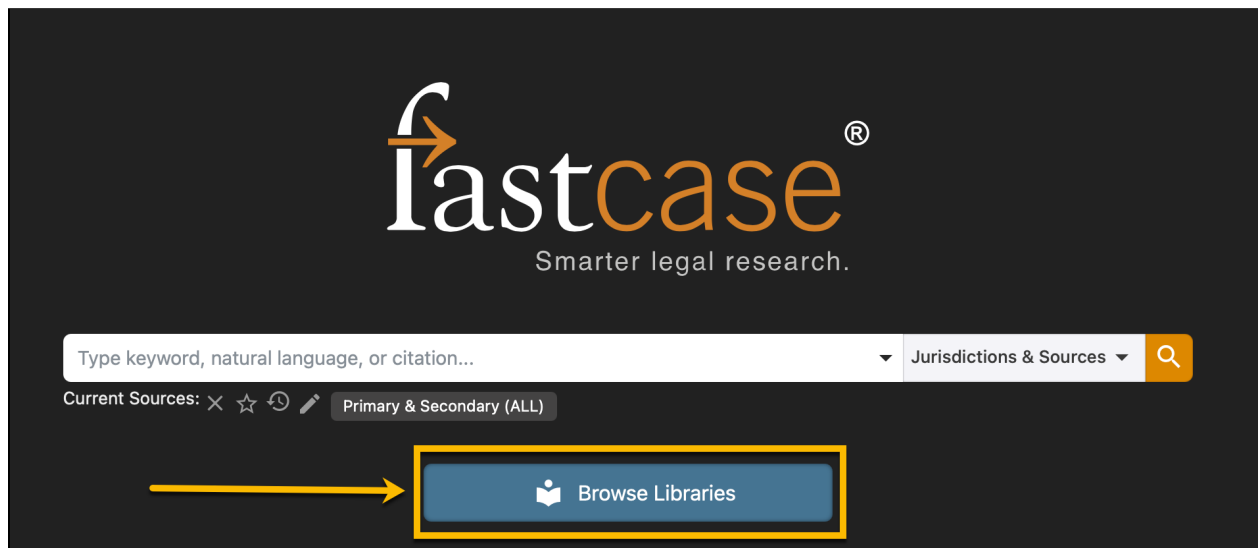 fastcase®
Smarter legal research.
Type keyword, natural language, or citation...
Jurisdictions & Sources
Current Sources:
Primary & Secondary (ALL)
Browse Libraries